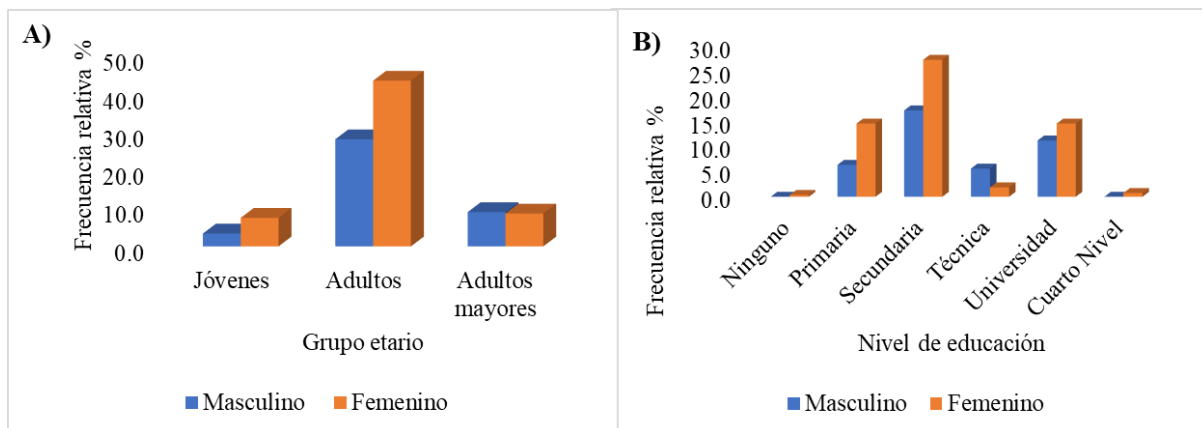 A)
Frecuencia relativa %
50.0
40.0
30.0
20.0
10.0
0.0
Jóvenes
Adultos
Adultos mayores
Grupo etario
Masculino
Femenino
B)
Frecuencia relativa %
30.0
25.0
20.0
15.0
10.0
5.0
0.0
Ninguno
Primaria
Secundaria
Técnica
Universidad
Cuarto Nivel
Nivel de educación
Masculino
Femenino